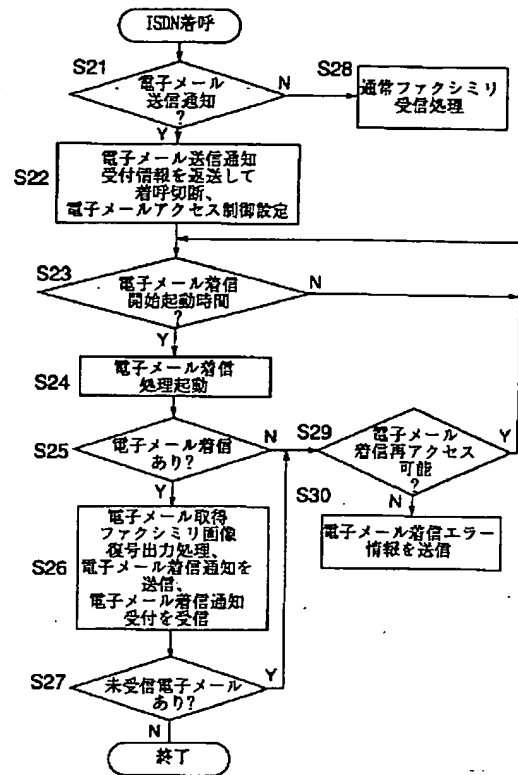 ISDN着呼
S21
電子メール
送信通知
?
N
S28
通常ファクシミリ
受信処理
Y
S22
電子メール送信通知
受付情報を返送して
着呼切断、
電子メールアクセス制御設定
S23
電子メール着信
開始起動時間
?
N
Y
S24
電子メール着信
処理起動
S25
電子メール着信
あり?
N
S29
電子メール
着信再アクセス
可能
?
Y
Y
S30
N
電子メール着信エラー
情報を送信
S26
電子メール取得
ファクシミリ画像
復号出力処理、
電子メール着信通知を
送信、
電子メール着信通知
受付を受信
S27
未受信電子メール
あり?
Y
N
終了